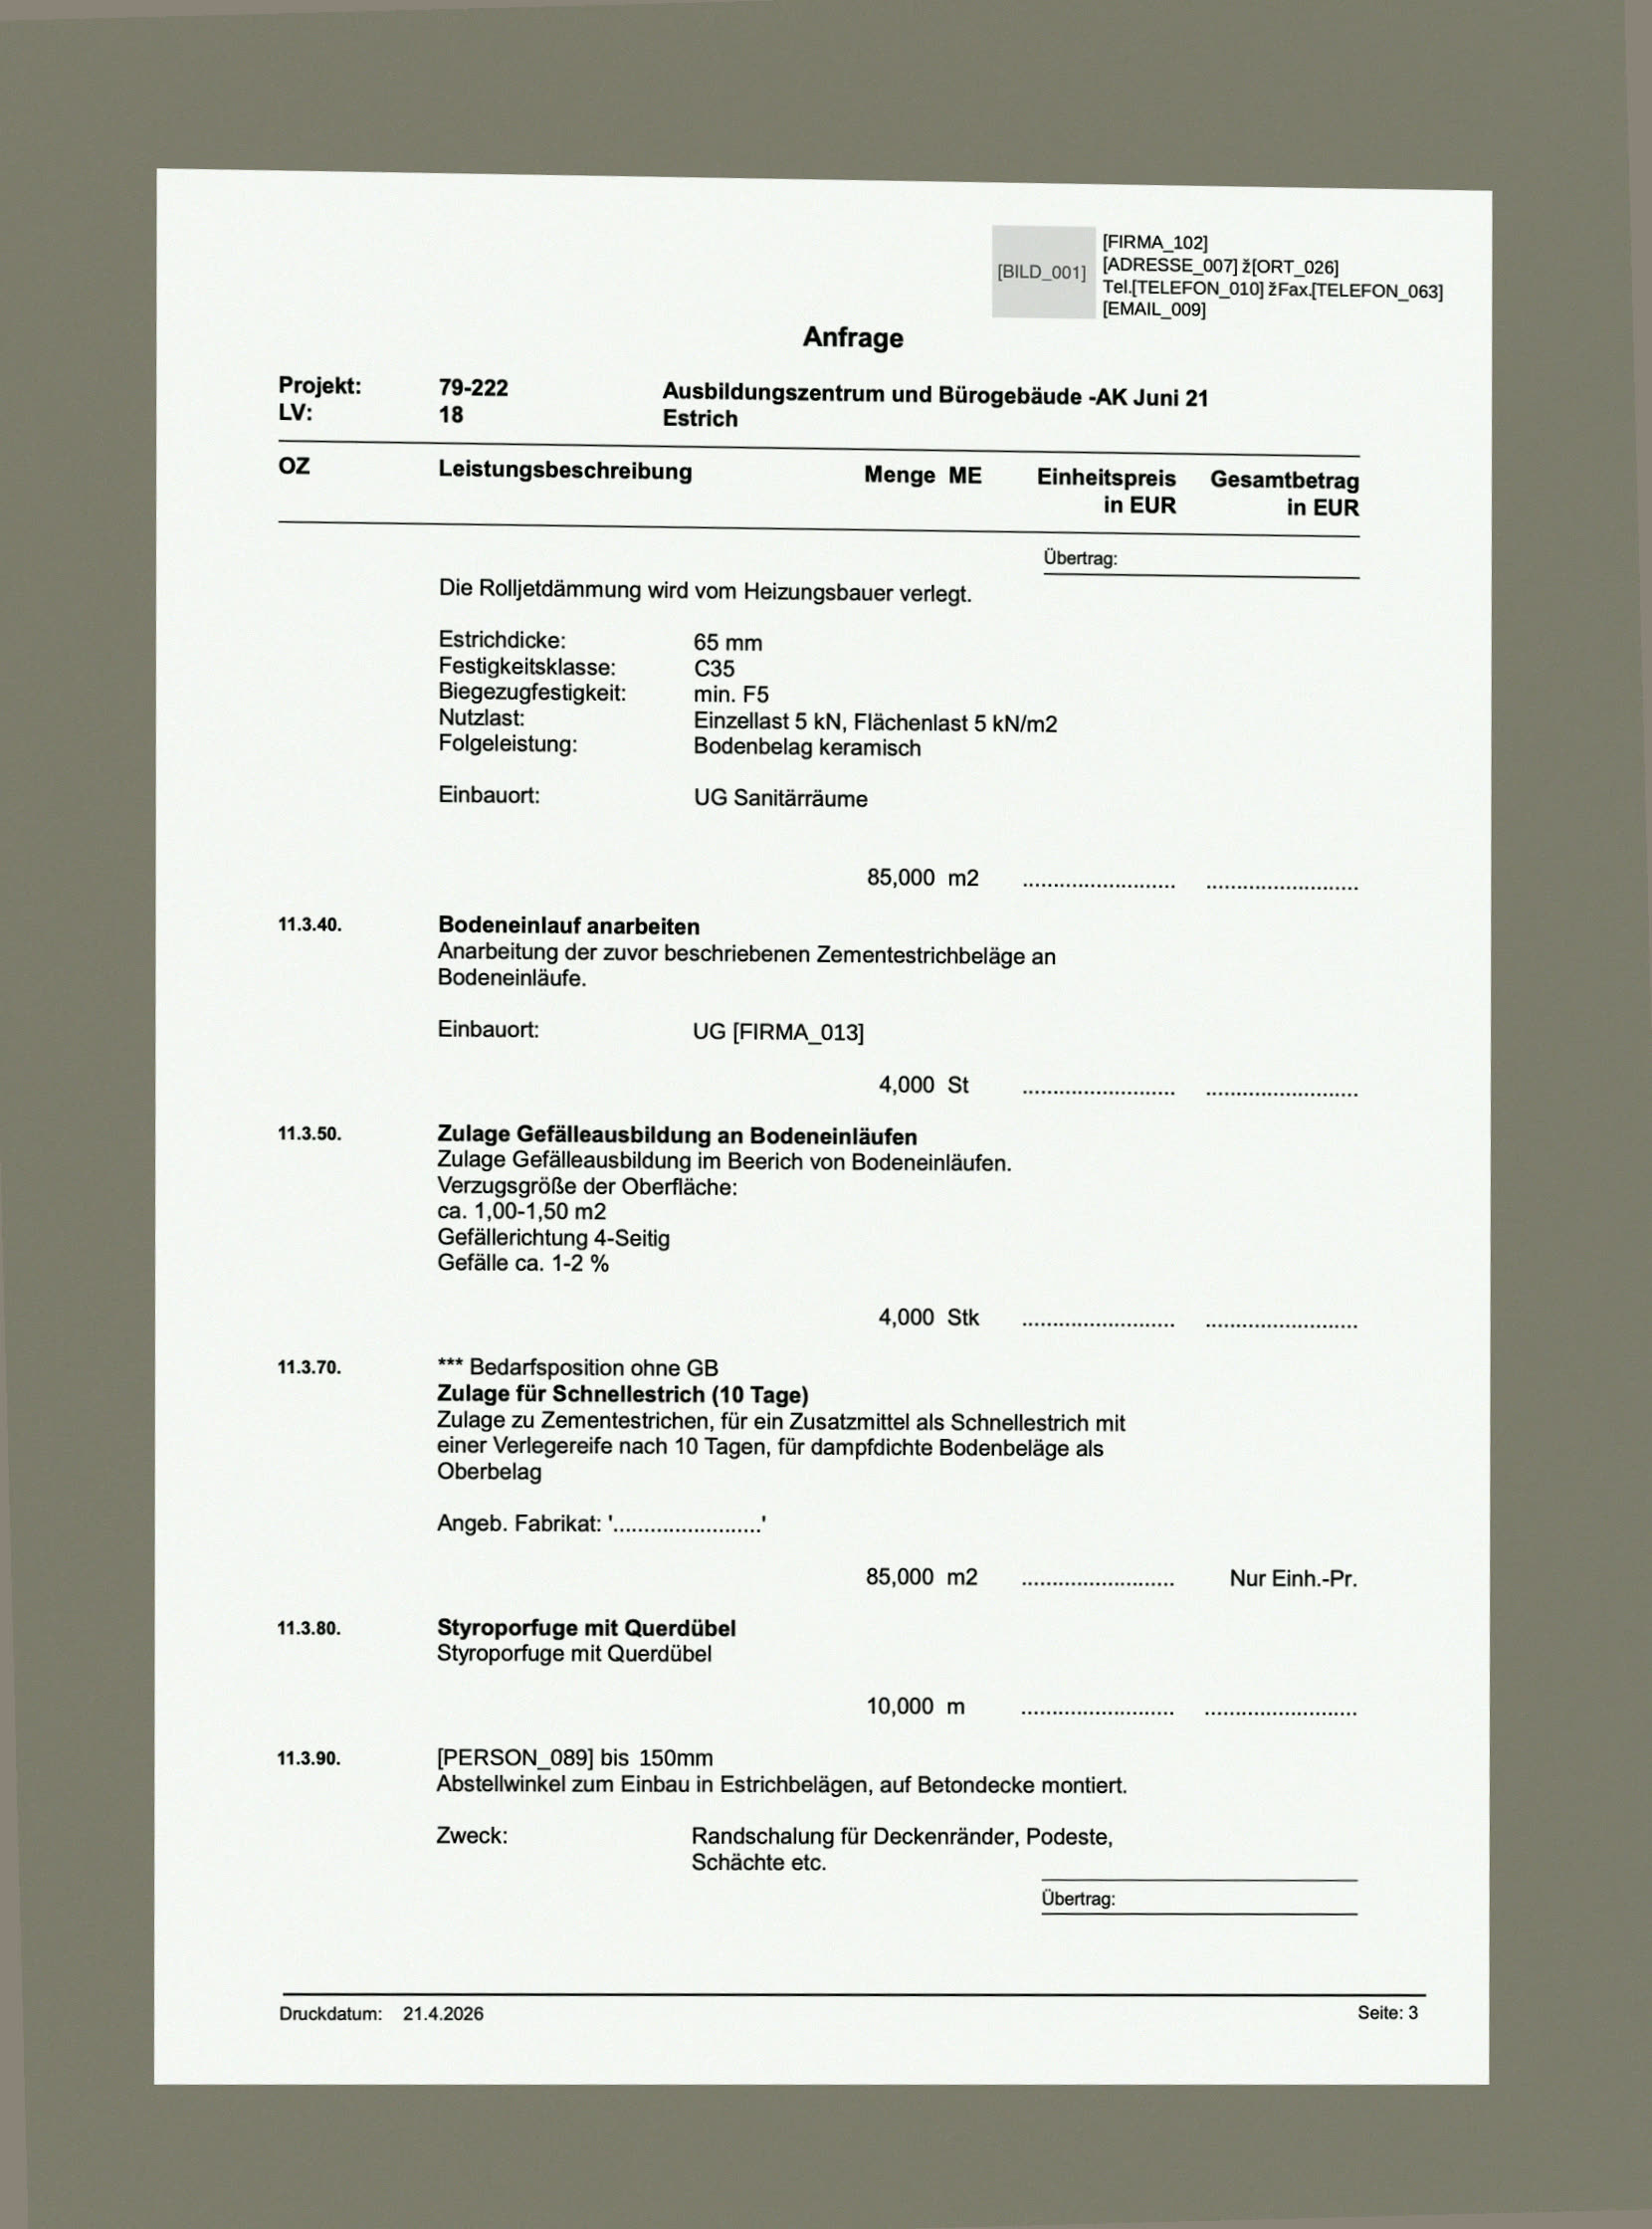 [BILD_001]
[FIRMA_102]
[ADRESSE_007] ž[ORT_026]
Tel.[TELEFON_010] žFax.[TELEFON_063]
[EMAIL_009]
Anfrage
Projekt: 79-222 Ausbildungszentrum und Bürogebäude -AK Juni 21
LV: 18 Estrich
OZ Leistungsbeschreibung Menge ME Einheitspreis Gesamtbetrag
in EUR in EUR
Übertrag:
Die Rolljetdämmung wird vom Heizungsbauer verlegt.
Estrichdicke: 65 mm
Festigkeitsklasse: C35
Biegezugfestigkeit: min. F5
Nutzlast: Einzellast 5 kN, Flächenlast 5 kN/m2
Folgeleistung: Bodenbelag keramisch
Einbauort: UG Sanitärräume
85,000 m2 ......................... .........................
11.3.40. Bodeneinlauf anarbeiten
Anarbeitung der zuvor beschriebenen Zementestrichbeläge an
Bodeneinläufe.
Einbauort: UG [FIRMA_013]
4,000 St ......................... .........................
11.3.50. Zulage Gefälleausbildung an Bodeneinläufen
Zulage Gefälleausbildung im Beerich von Bodeneinläufen.
Verzugsgröße der Oberfläche:
ca. 1,00-1,50 m2
Gefällerichtung 4-Seitig
Gefälle ca. 1-2 %
4,000 Stk ......................... .........................
11.3.70. *** Bedarfsposition ohne GB
Zulage für Schnellestrich (10 Tage)
Zulage zu Zementestrichen, für ein Zusatzmittel als Schnellestrich mit
einer Verlegereife nach 10 Tagen, für dampfdichte Bodenbeläge als
Oberbelag
Angeb. Fabrikat: '........................'
85,000 m2 ......................... Nur Einh.-Pr.
11.3.80. Styroporfuge mit Querdübel
Styroporfuge mit Querdübel
10,000 m ......................... .........................
11.3.90. [PERSON_089] bis 150mm
Abstellwinkel zum Einbau in Estrichbelägen, auf Betondecke montiert.
Zweck: Randschalung für Deckenränder, Podeste,
Schächte etc.
Übertrag:
Druckdatum: 21.4.2026 Seite: 3